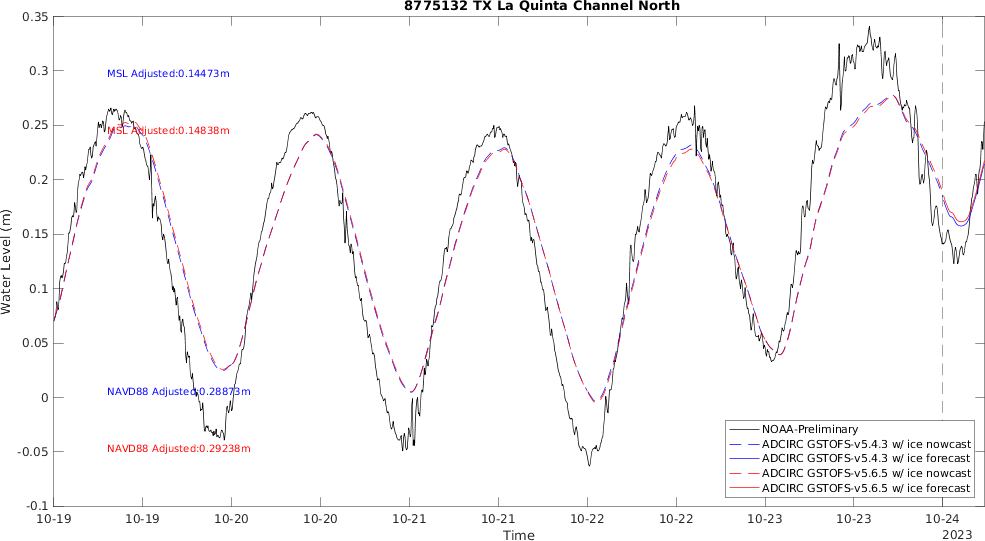 8775132 TX La Quinta Channel North
0.35
0.3
0.25
0.2
0.15
0.1
0.05
0
-0.05
-0.1
Water Level (m)
MSL Adjusted:0.14473m
MSL Adjusted:0.14838m
NAVD88 Adjusted:0.28873m
NAVD88 Adjusted:0.29238m
NOAA-Preliminary
ADCIRC GSTOFS-v5.4.3 w/ ice nowcast
ADCIRC GSTOFS-v5.4.3 w/ ice forecast
ADCIRC GSTOFS-v5.6.5 w/ ice nowcast
ADCIRC GSTOFS-v5.6.5 w/ ice forecast
10-19 10-19 10-20 10-20 10-21 10-21 10-22 10-22 10-23 10-23 10-24
Time
2023